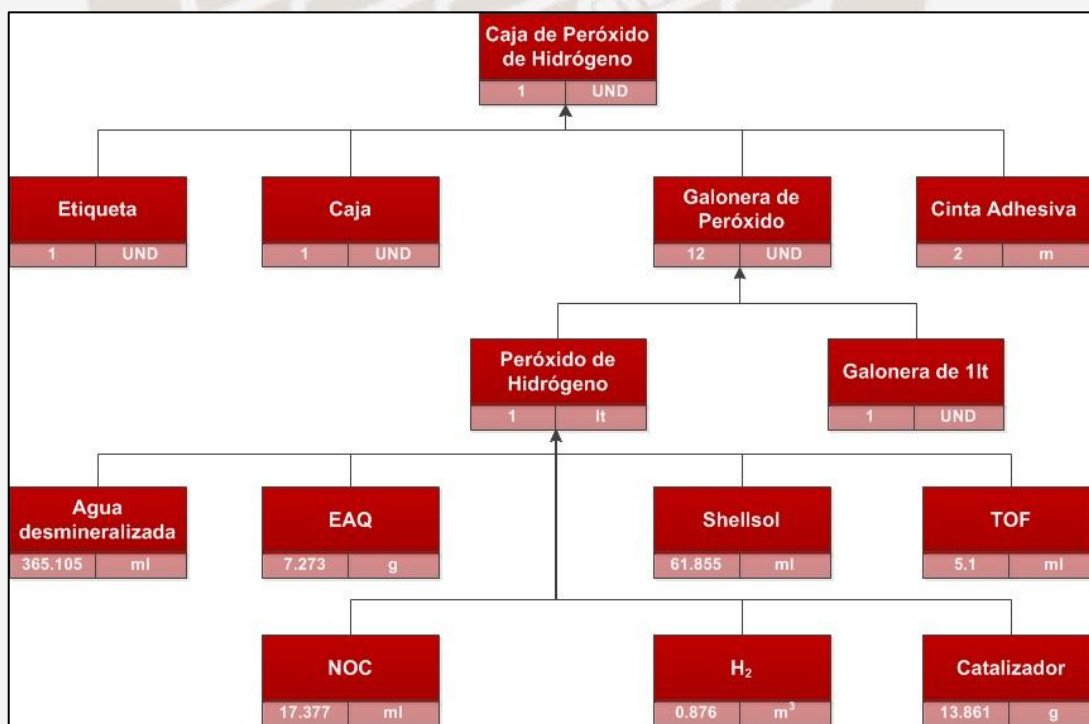 Caja de Peróxido
de Hidrógeno
1 UND
Etiqueta
1 UND
Caja
1 UND
Galonera de
Peróxido
12 UND
Cinta Adhesiva
2 m
Peróxido de
Hidrógeno
1 lt
Galonera de 1lt
1 UND
Agua
desmineralizada
365.105 ml
EAQ
7.273 g
Shellsol
61.855 ml
TOF
5.1 ml
NOC
17.377 ml
H₂
0.876 m³
Catalizador
13.861 g